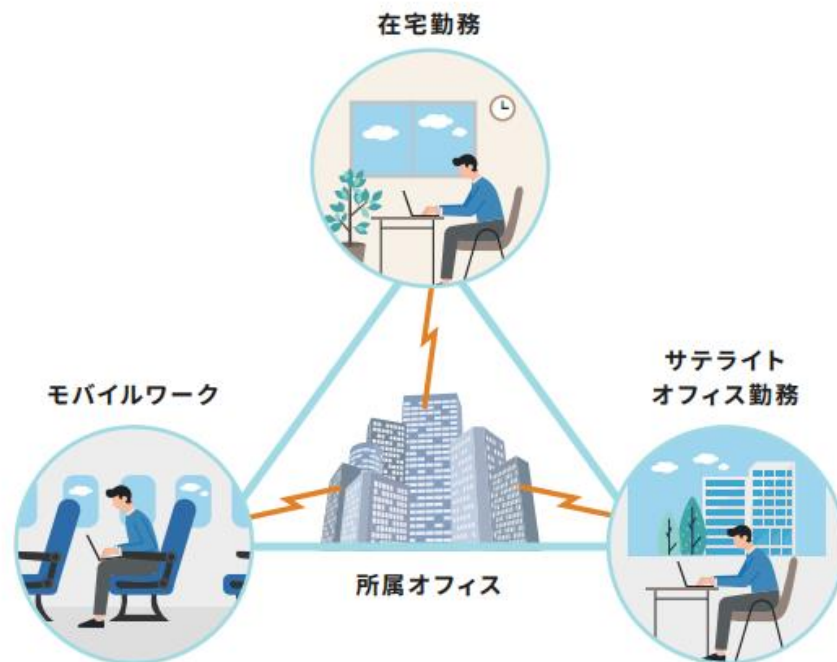 在宅勤務
モバイルワーク
サテライト
オフィス勤務
所属オフィス